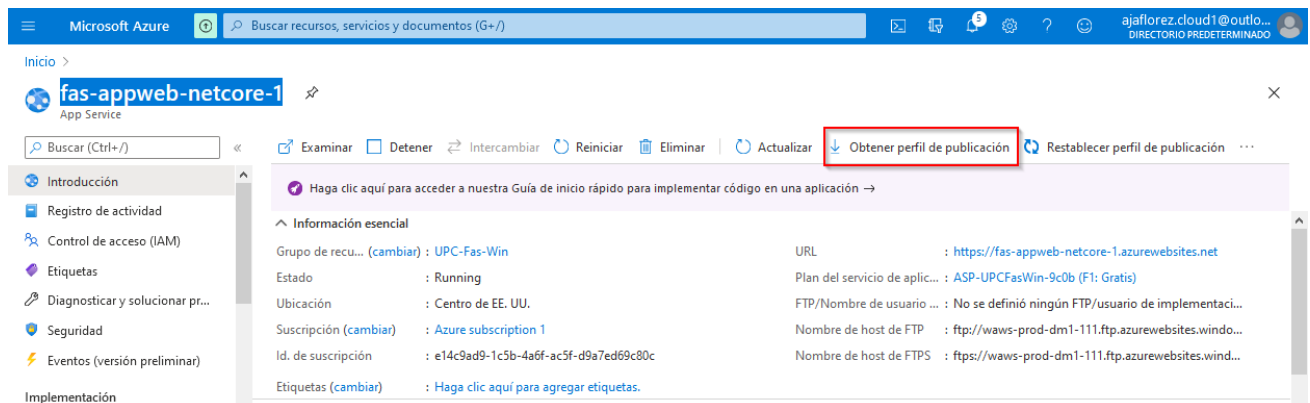 Microsoft Azure
Buscar recursos, servicios y documentos (G+/)
5
ajaflorez.cloud1@outlo...
DIRECTORIO PREDETERMINADO
Inicio >
fas-appweb-netcore-1
App Service
Buscar (Ctrl+/)
«
Examinar Detener Intercambiar Reiniciar Eliminar Actualizar Obtener perfil de publicación Restablecer perfil de publicación ...
Introducción
Registro de actividad
Control de acceso (IAM)
Etiquetas
Diagnosticar y solucionar pr...
Seguridad
Eventos (versión preliminar)
Implementación
Haga clic aquí para acceder a nuestra Guía de inicio rápido para implementar código en una aplicación →
Información esencial
Grupo de recu... (cambiar) : UPC-Fas-Win
Estado : Running
Ubicación : Centro de EE. UU.
Suscripción (cambiar) : Azure subscription 1
Id. de suscripción : e14c9ad9-1c5b-4a6f-ac5f-d9a7ed69c80c
Etiquetas (cambiar) : Haga clic aquí para agregar etiquetas.
URL : https://fas-appweb-netcore-1.azurewebsites.net
Plan del servicio de aplic... : ASP-UPCFasWin-9c0b (F1: Gratis)
FTP/Nombre de usuario ... : No se definió ningún FTP/usuario de implementaci...
Nombre de host de FTP : ftp://waws-prod-dm1-111.ftp.azurewebsites.windo...
Nombre de host de FTPS : ftps://waws-prod-dm1-111.ftp.azurewebsites.wind...